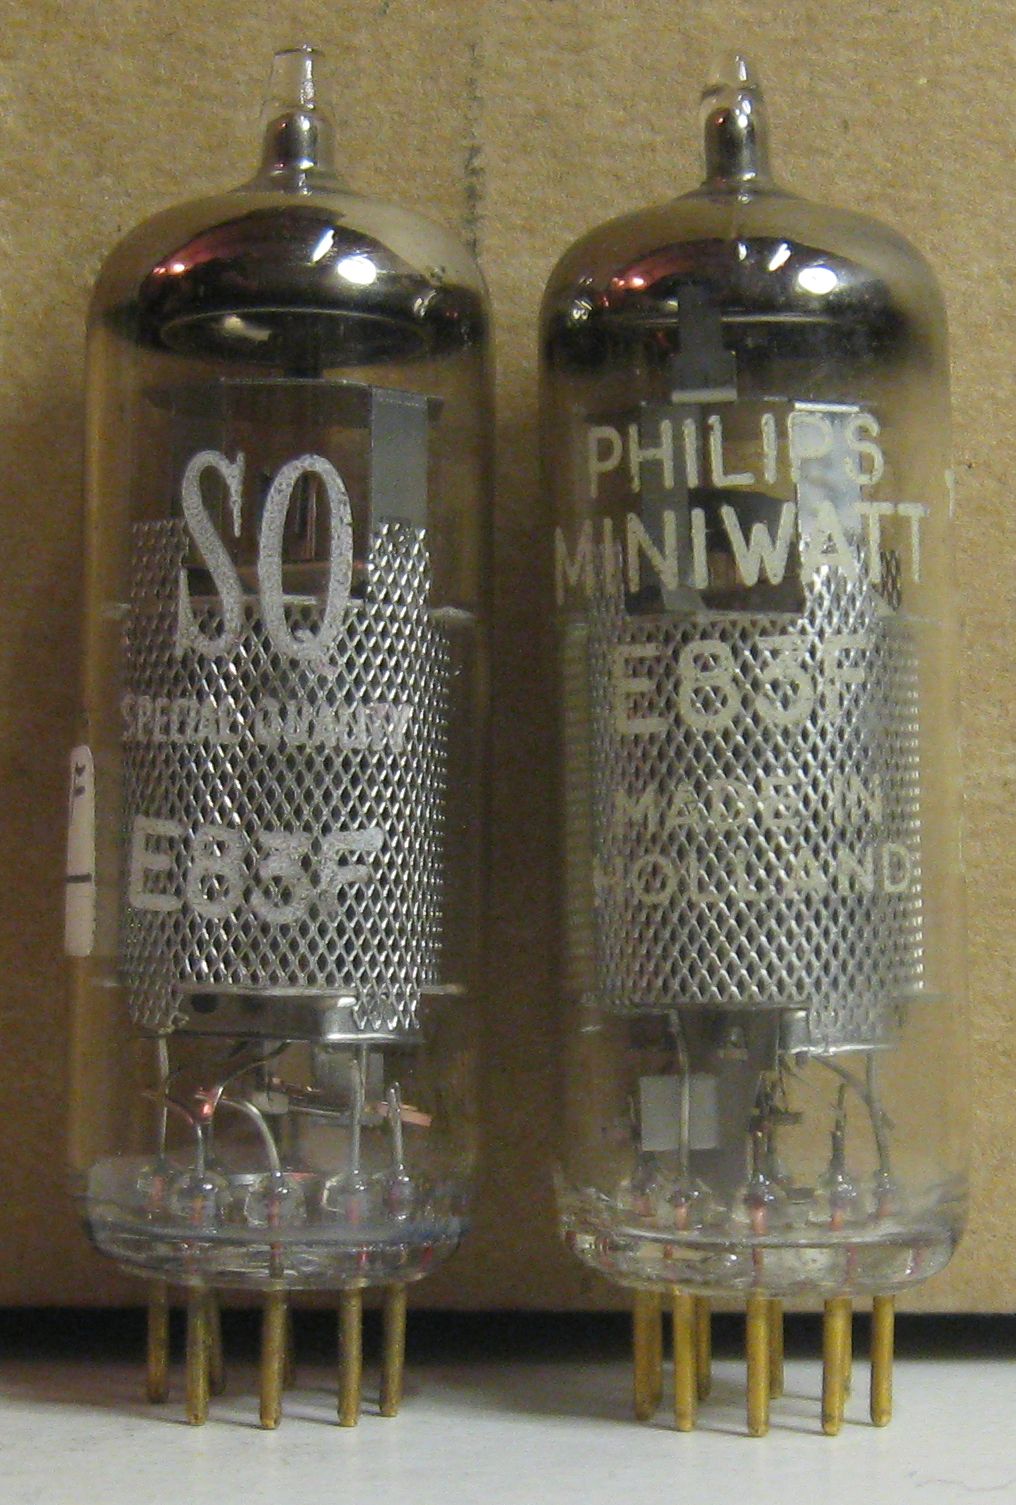 SQ
SPECIAL QUALITY
E83F
PHILIPS
MINIWATT
E83F
MADE IN
HOLLAND